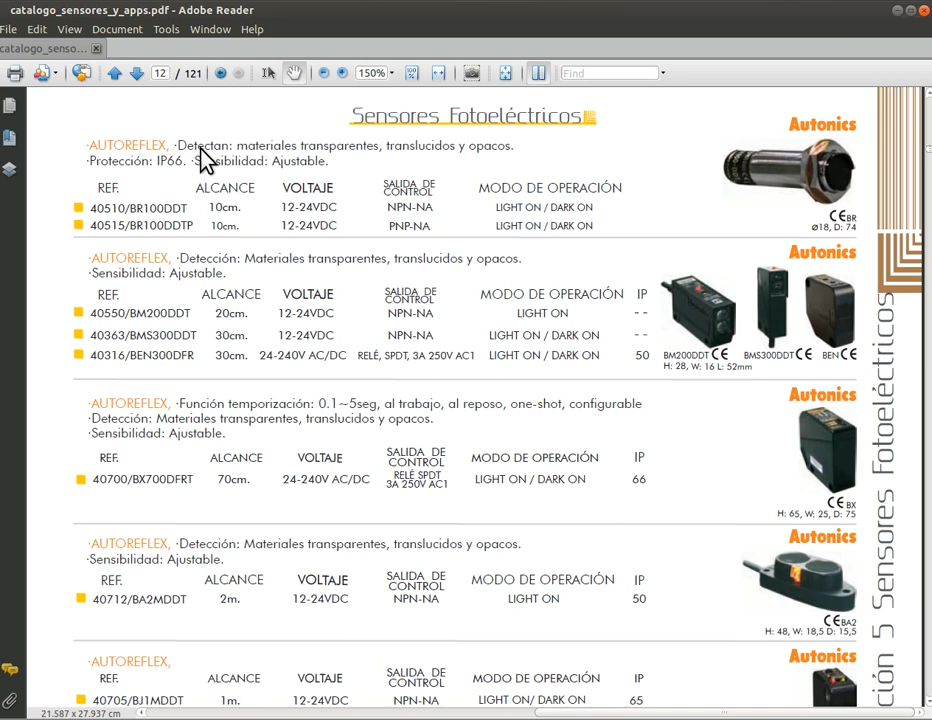 catalogo_sensores_y_apps.pdf - Adobe Reader
File Edit View Document Tools Window Help
catalogo_senso...
12 / 121 150% Find
Sensores Fotoeléctricos
Autonics
·AUTOREFLEX, ·Detectan: materiales transparentes, translucidos y opacos.
·Protección: IP66. ·Sensibilidad: Ajustable.
REF. ALCANCE VOLTAJE SALIDA DE CONTROL MODO DE OPERACIÓN
40510/BR100DDT 10cm. 12-24VDC NPN-NA LIGHT ON / DARK ON
40515/BR100DDTP 10cm. 12-24VDC PNP-NA LIGHT ON / DARK ON
CE BR
ø18, D: 74
Autonics
·AUTOREFLEX, ·Detección: Materiales transparentes, translucidos y opacos.
·Sensibilidad: Ajustable.
REF. ALCANCE VOLTAJE SALIDA DE CONTROL MODO DE OPERACIÓN IP
40550/BM200DDT 20cm. 12-24VDC NPN-NA LIGHT ON - -
40363/BMS300DDT 30cm. 12-24VDC NPN-NA LIGHT ON / DARK ON - -
40316/BEN300DFR 30cm. 24-240V AC/DC RELÉ, SPDT, 3A 250V AC1 LIGHT ON / DARK ON 50
BM200DDT CE BMS300DDT CE BEN CE
H: 28, W: 16 L: 52mm
Autonics
·AUTOREFLEX, ·Función temporización: 0.1~5seg, al trabajo, al reposo, one-shot, configurable
·Detección: Materiales transparentes, translucidos y opacos.
·Sensibilidad: Ajustable.
REF. ALCANCE VOLTAJE SALIDA DE CONTROL MODO DE OPERACIÓN IP
40700/BX700DFRT 70cm. 24-240V AC/DC RELÉ SPDT 3A 250V AC1 LIGHT ON / DARK ON 66
CE BX
H: 65, W: 25, D: 75
Autonics
·AUTOREFLEX, ·Detección: Materiales transparentes, translucidos y opacos.
·Sensibilidad: Ajustable.
REF. ALCANCE VOLTAJE SALIDA DE CONTROL MODO DE OPERACIÓN IP
40712/BA2MDDT 2m. 12-24VDC NPN-NA LIGHT ON 50
CE BA2
H: 48, W: 18,5 D: 15,5
Autonics
·AUTOREFLEX,
REF. ALCANCE VOLTAJE SALIDA DE CONTROL MODO DE OPERACIÓN IP
40705/BJ1MDDT 1m. 12-24VDC NPN-NA LIGHT ON/ DARK ON 65
ción 5 Sensores Fotoeléctricos
21.587 x 27.937 cm